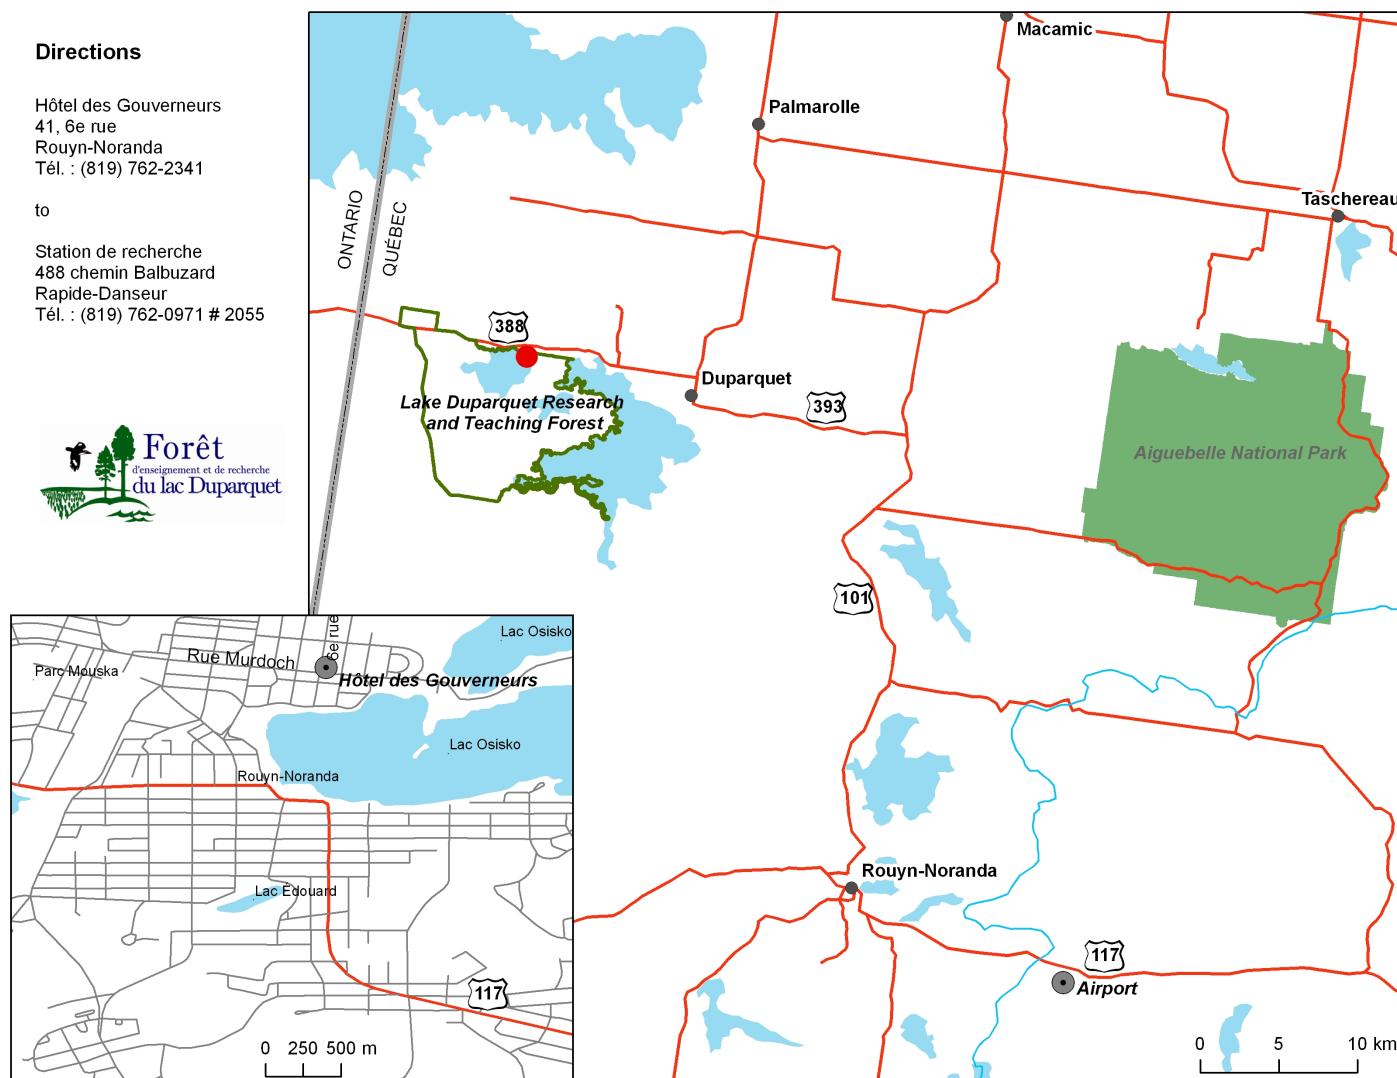 Directions
Hôtel des Gouverneurs
41, 6e rue
Rouyn-Noranda
Tél. : (819) 762-2341
to
Station de recherche
488 chemin Balbuzard
Rapide-Danseur
Tél. : (819) 762-0971 # 2055
Forêt
d'enseignement et de recherche
du lac Duparquet
Macamic
Palmarolle
Taschereau
ONTARIO
QUÉBEC
388
Duparquet
393
Lake Duparquet Research
and Teaching Forest
Aiguebelle National Park
101
Rouyn-Noranda
117
Airport
0 5 10 km
6e rue
Lac Osisko
Rue Murdoch
Parc Mouska
Hôtel des Gouverneurs
Lac Osisko
Rouyn-Noranda
Lac Édouard
117
0 250 500 m